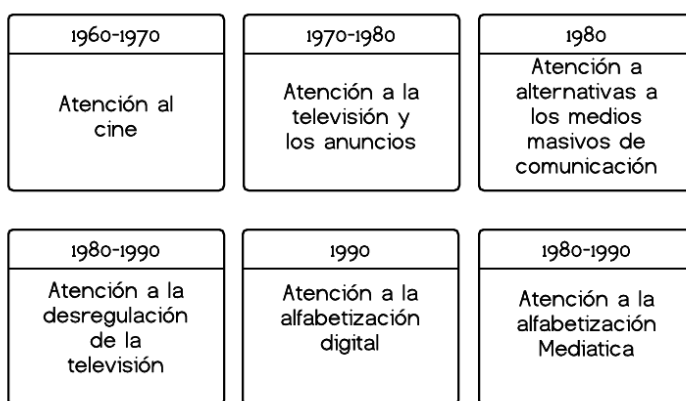 1960-1970
Atención al
cine
1970-1980
Atención a la
televisión y
los anuncios
1980
Atención a
alternativas a
los medios
masivos de
comunicación
1980-1990
Atención a la
desregulación
de la
televisión
1990
Atención a la
alfabetización
digital
1980-1990
Atención a la
alfabetización
Mediatica